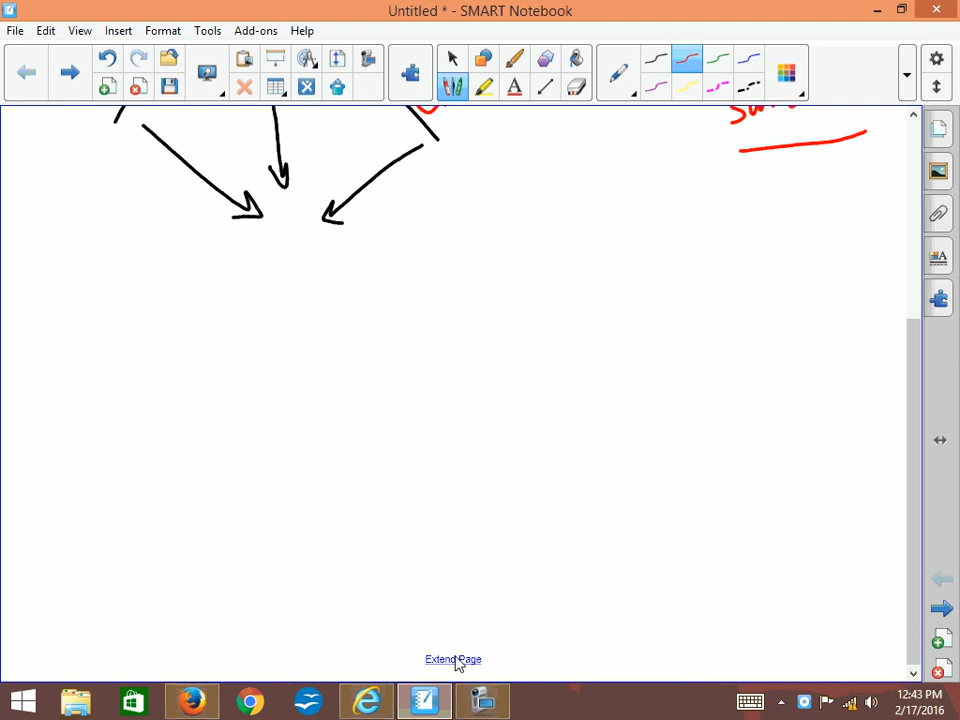 Untitled * - SMART Notebook
File Edit View Insert Format Tools Add-ons Help
Extend Page
12:43 PM
2/17/2016